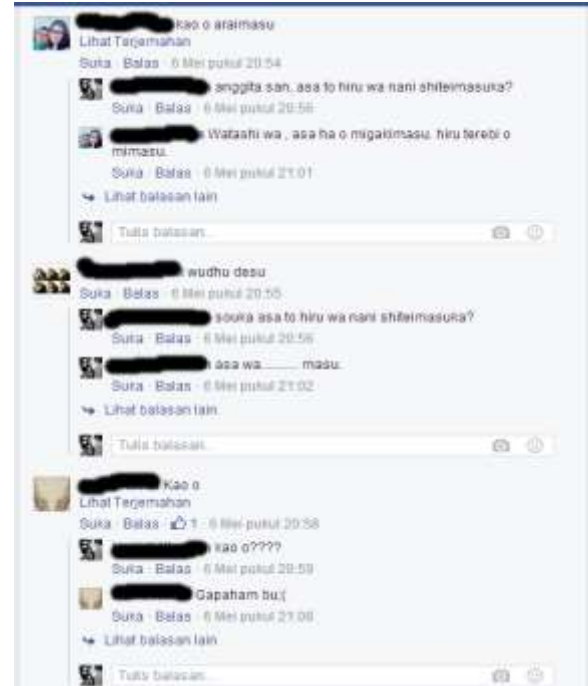 kao o araimasu
Lihat Terjemahan
Suka · Balas · 6 Mei pukul 20:54
anggita san, asa to hiru wa nani shiteimasuka?
Suka · Balas · 6 Mei pukul 20:56
Watashi wa , asa ha o migakimasu. hiru terebi o
mimasu.
Suka · Balas · 6 Mei pukul 21:01
Lihat balasan lain
Tulis balasan...
wudhu desu
Suka · Balas · 6 Mei pukul 20:55
souka asa to hiru wa nani shiteimasuka?
Suka · Balas · 6 Mei pukul 20:56
asa wa.......... masu.
Suka · Balas · 6 Mei pukul 21:02
Lihat balasan lain
Tulis balasan...
Kao o
Lihat Terjemahan
Suka · Balas · 1 · 6 Mei pukul 20:58
kao o????
Suka · Balas · 6 Mei pukul 20:59
Gapaham bu:(
Suka · Balas · 6 Mei pukul 21:00
Lihat balasan lain
Tulis balasan...